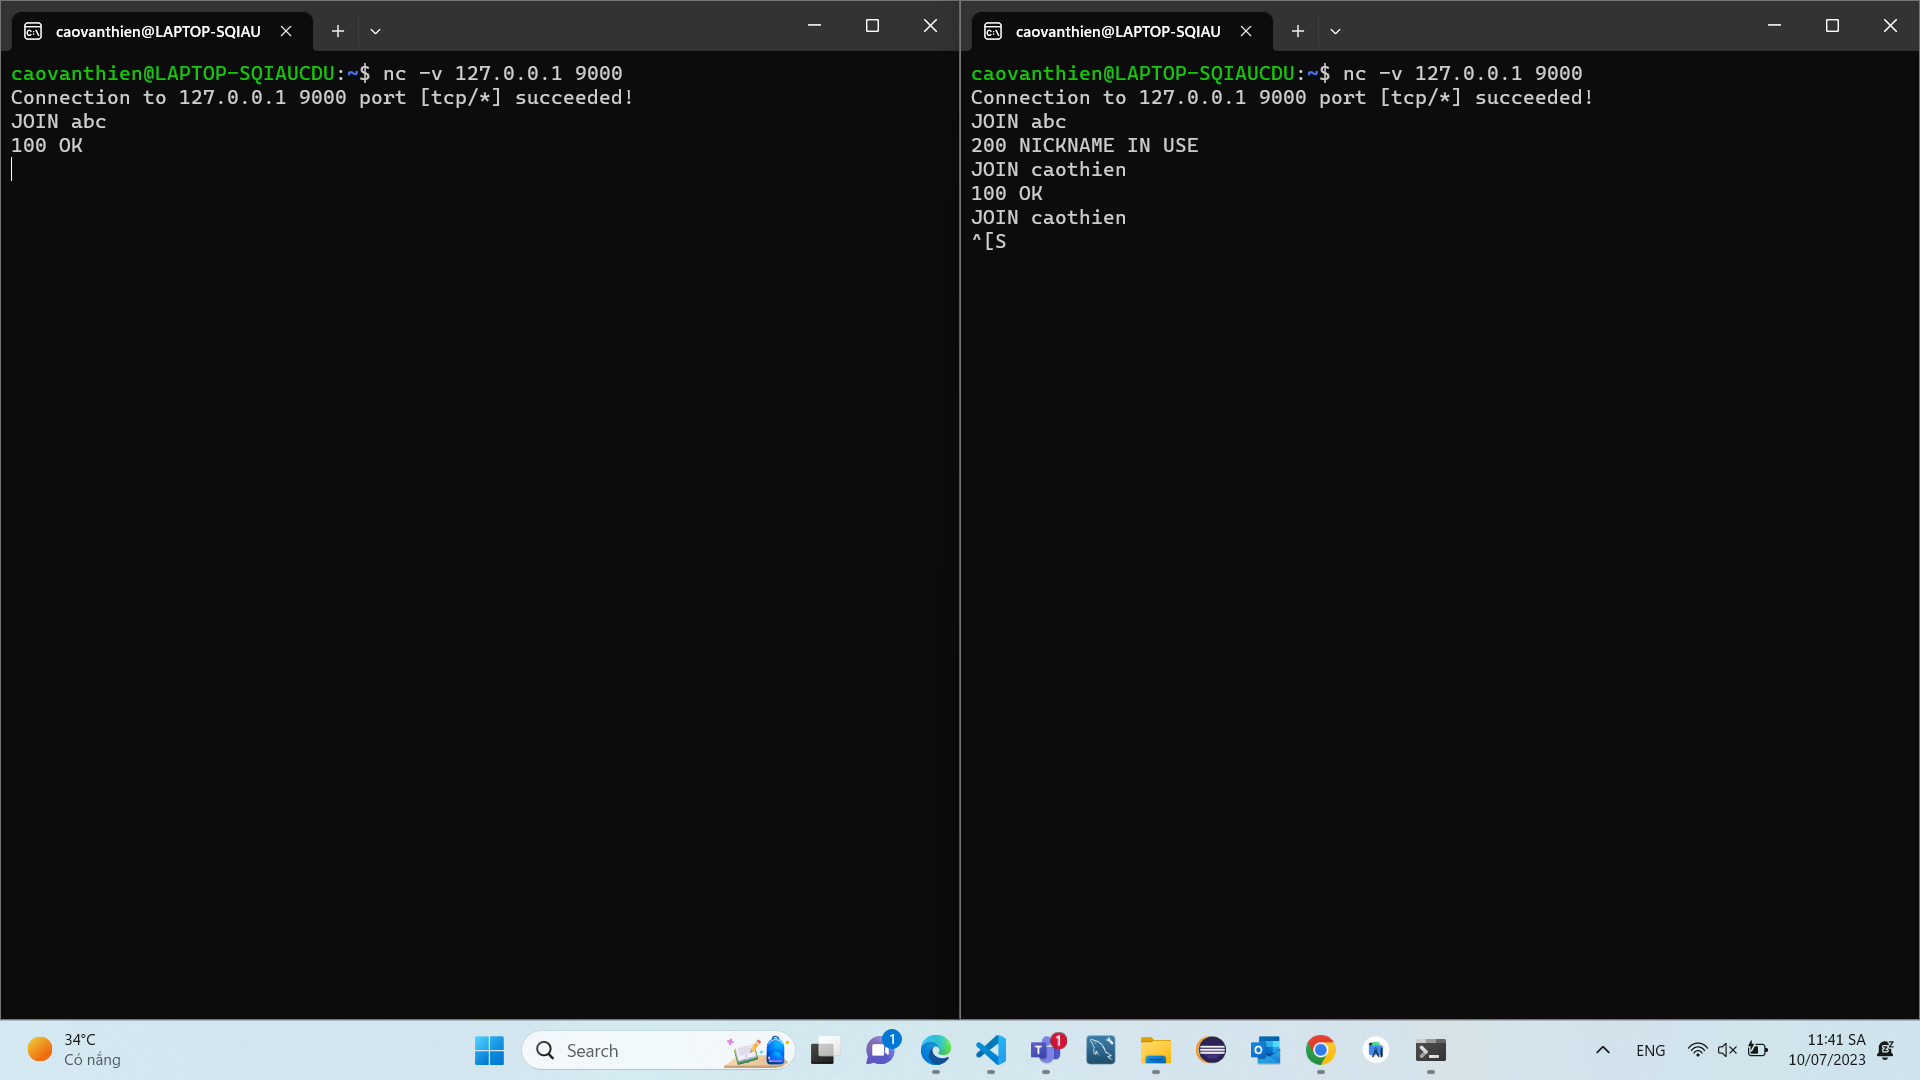 caovanthien@LAPTOP-SQIAU
caovanthien@LAPTOP-SQIAUCDU:~$ nc -v 127.0.0.1 9000
Connection to 127.0.0.1 9000 port [tcp/*] succeeded!
JOIN abc
100 OK
caovanthien@LAPTOP-SQIAU
caovanthien@LAPTOP-SQIAUCDU:~$ nc -v 127.0.0.1 9000
Connection to 127.0.0.1 9000 port [tcp/*] succeeded!
JOIN abc
200 NICKNAME IN USE
JOIN caothien
100 OK
JOIN caothien
^[S
34°C
Có nắng
Search
1
1
ENG
11:41 SA
10/07/2023